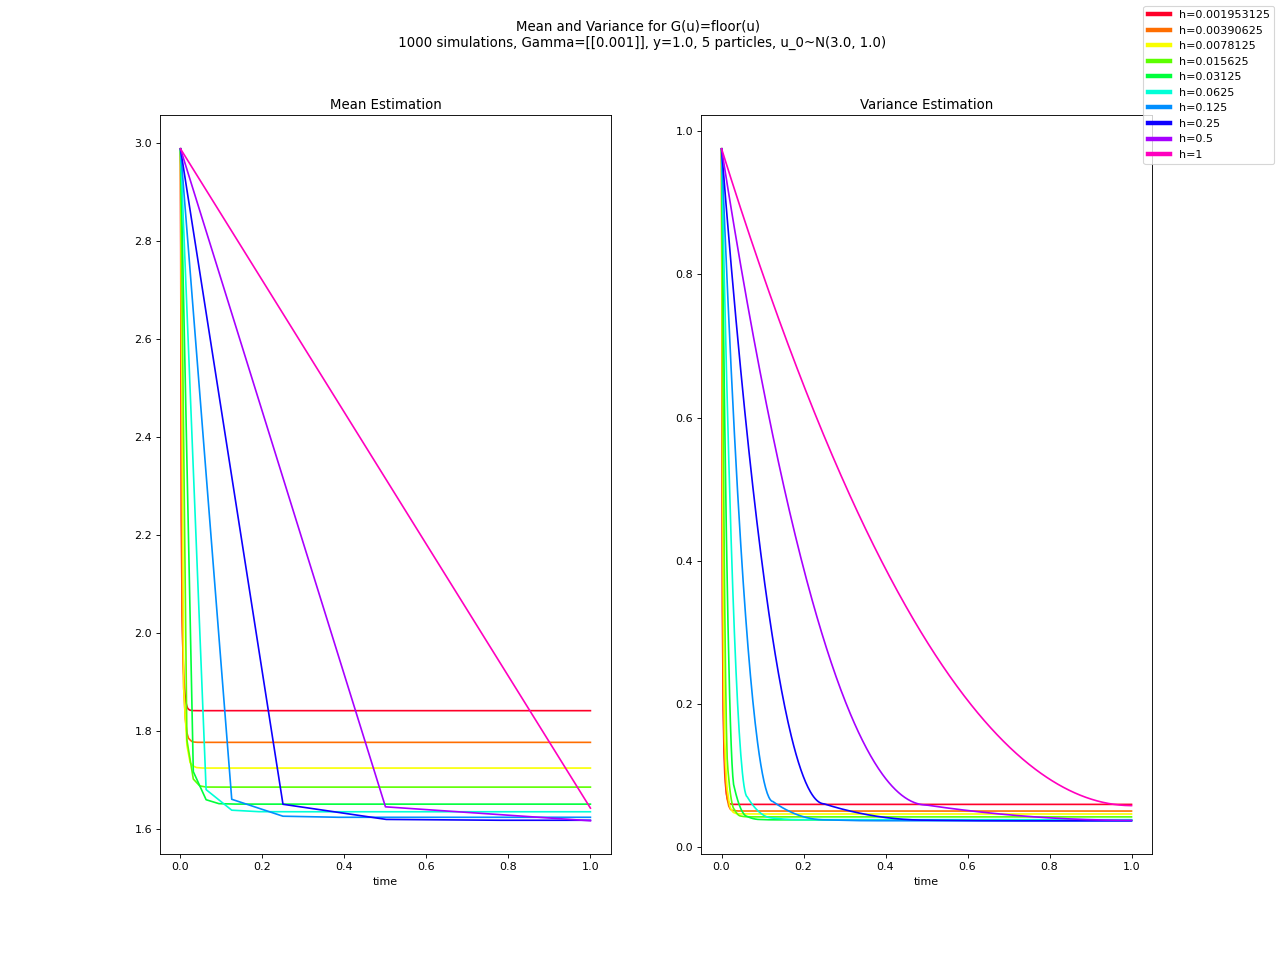 Mean and Variance for G(u)=floor(u)
1000 simulations, Gamma=[[0.001]], y=1.0, 5 particles, u_0~N(3.0, 1.0)
h=0.001953125
h=0.00390625
h=0.0078125
h=0.015625
h=0.03125
h=0.0625
h=0.125
h=0.25
h=0.5
h=1
Mean Estimation
3.0
2.8
2.6
2.4
2.2
2.0
1.8
1.6
0.0 0.2 0.4 0.6 0.8 1.0
time
Variance Estimation
1.0
0.8
0.6
0.4
0.2
0.0
0.0 0.2 0.4 0.6 0.8 1.0
time